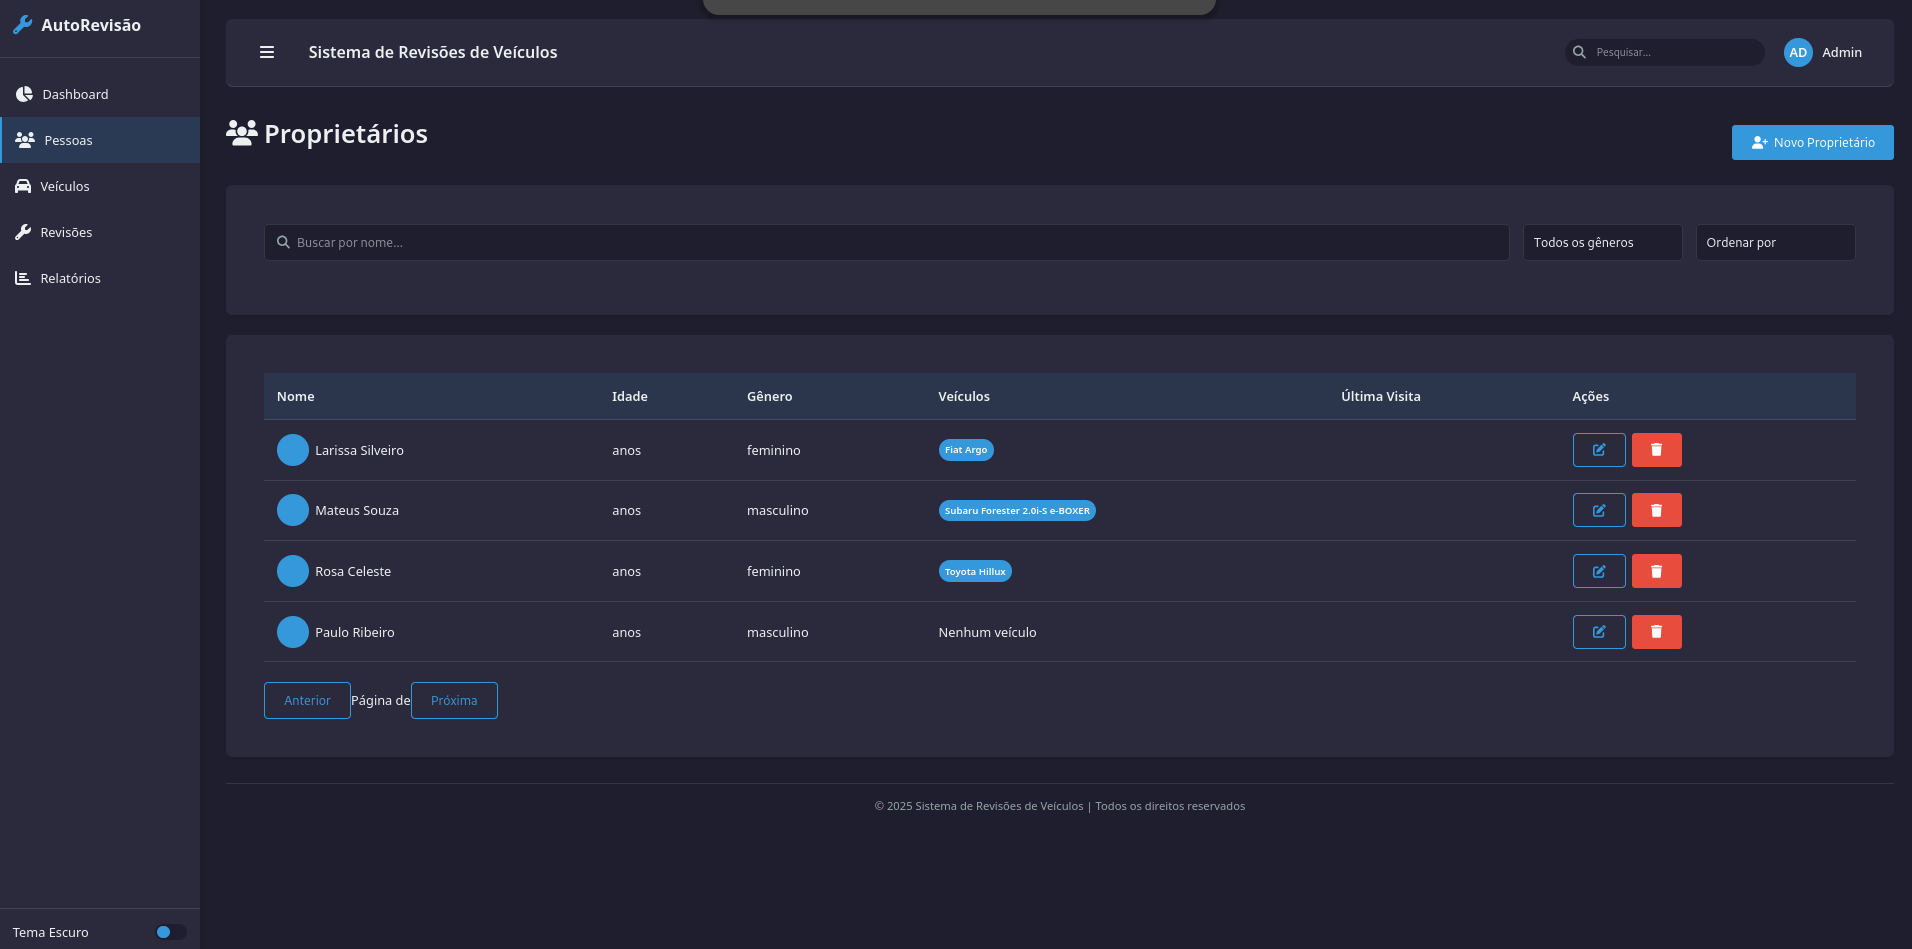 AutoRevisão
Dashboard
Pessoas
Veículos
Revisões
Relatórios
Tema Escuro
Sistema de Revisões de Veículos
Pesquisar...
AD Admin
Proprietários
Novo Proprietário
Buscar por nome...
Todos os gêneros
Ordenar por
Nome Idade Gênero Veículos Última Visita Ações
Larissa Silveiro anos feminino Fiat Argo
Mateus Souza anos masculino Subaru Forester 2.0i-S e-BOXER
Rosa Celeste anos feminino Toyota Hillux
Paulo Ribeiro anos masculino Nenhum veículo
Anterior Página de Próxima
© 2025 Sistema de Revisões de Veículos | Todos os direitos reservados